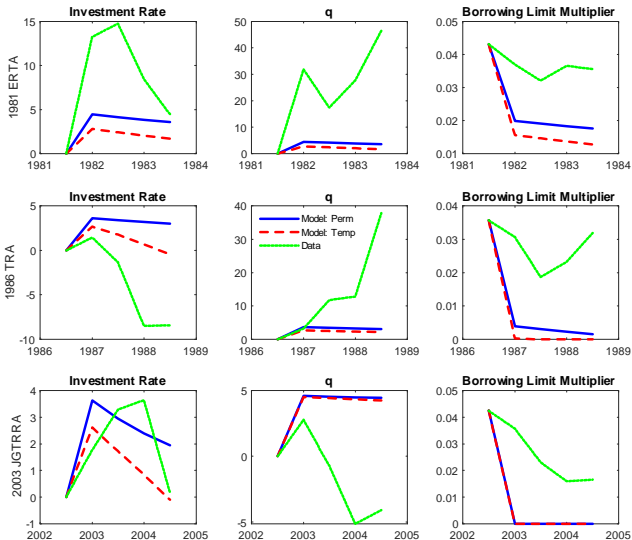 Investment Rate
q
Borrowing Limit Multiplier
1981 ERTA
15
10
5
0
1981 1982 1983 1984
50
40
30
20
10
0
1981 1982 1983 1984
0.05
0.04
0.03
0.02
0.01
1981 1982 1983 1984
Investment Rate
q
Borrowing Limit Multiplier
1986 TRA
5
0
-5
-10
1986 1987 1988 1989
40
30
20
10
0
1986 1987 1988 1989
Model: Perm
Model: Temp
Data
0.04
0.03
0.02
0.01
0
1986 1987 1988 1989
Investment Rate
q
Borrowing Limit Multiplier
2003 JGTRRA
4
3
2
1
0
-1
2002 2003 2004 2005
5
0
-5
2002 2003 2004 2005
0.05
0.04
0.03
0.02
0.01
0
2002 2003 2004 2005